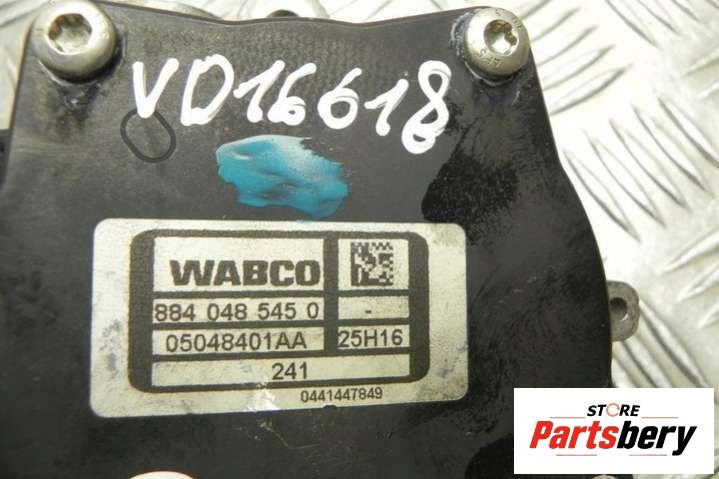 VD16618
WABCO
884 048 545 0 -
05048401AA 25H16
241
0441447849
STORE
Partsbery